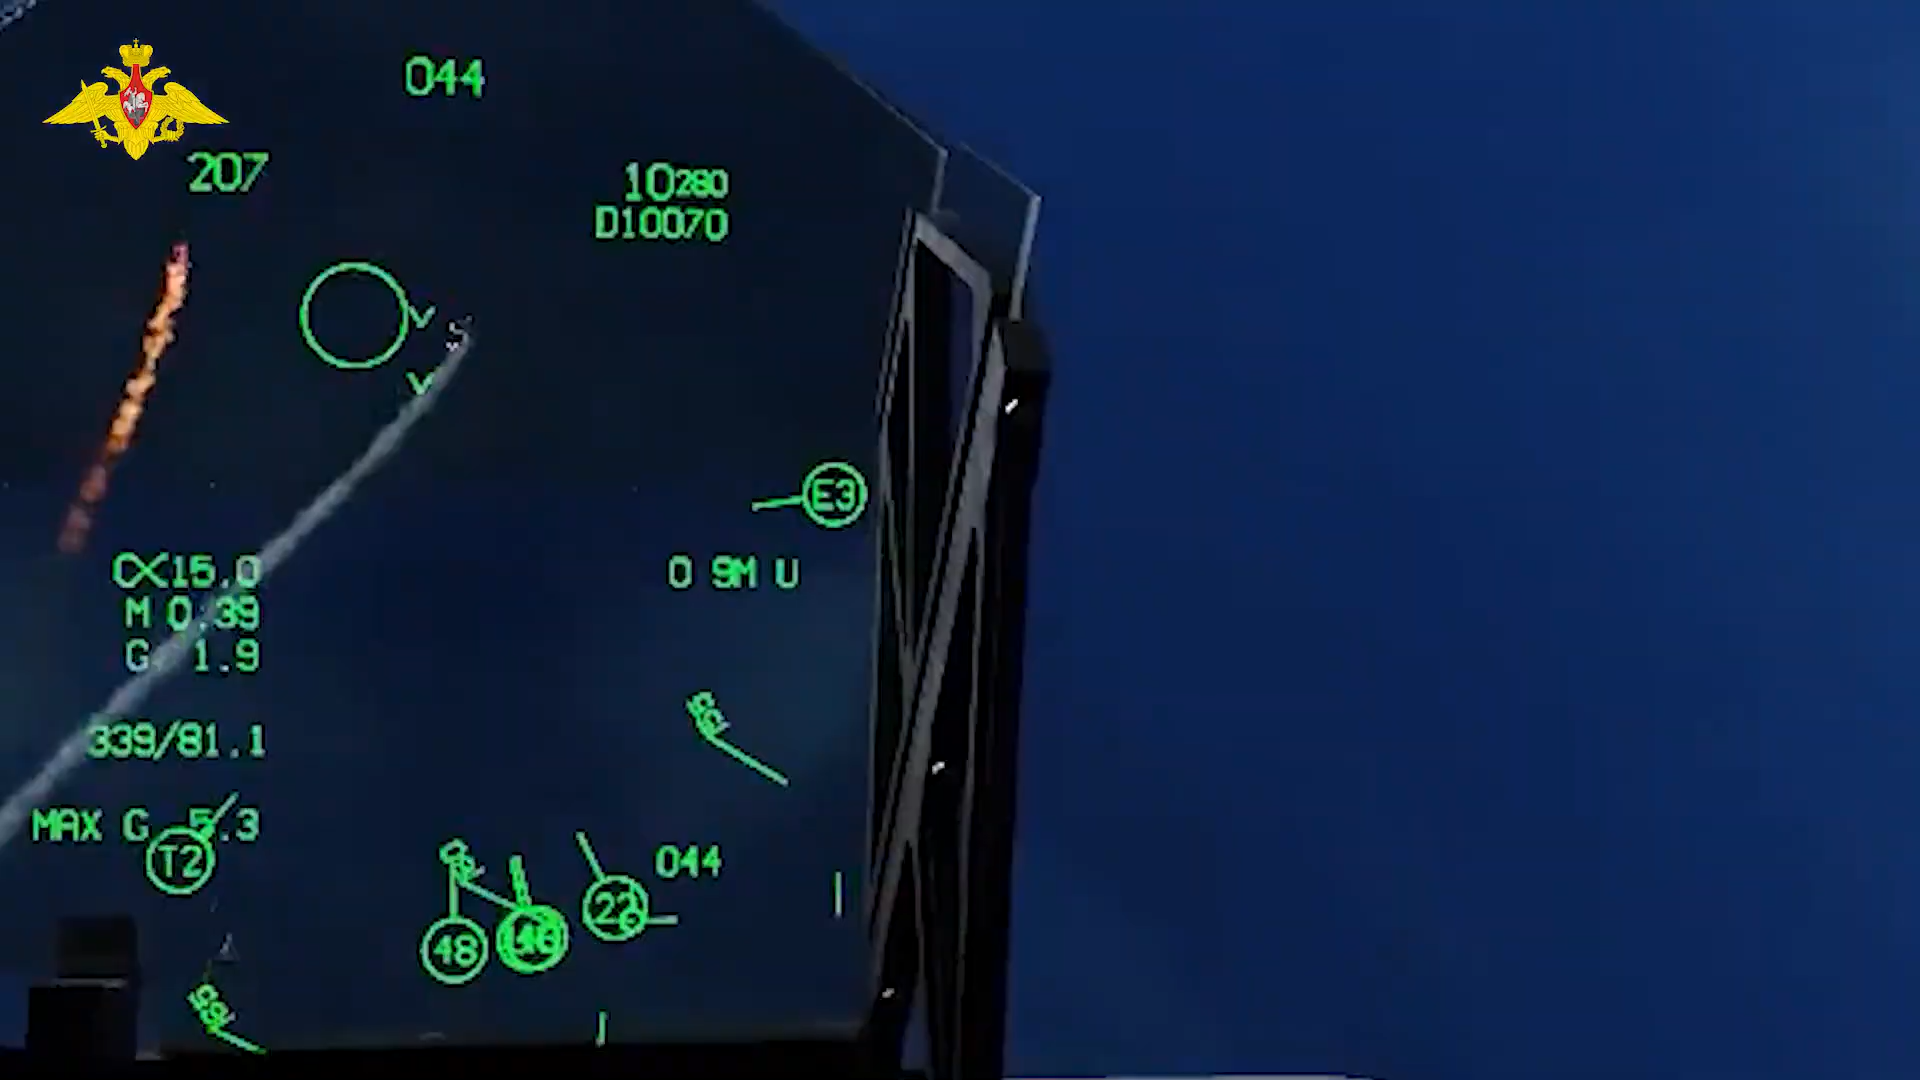 044
207
10280
D10070
E3
α15.0
M 0.39
G 1.9
0 9M U
339/81.1
MAX G 5.3
T2
044
22
48